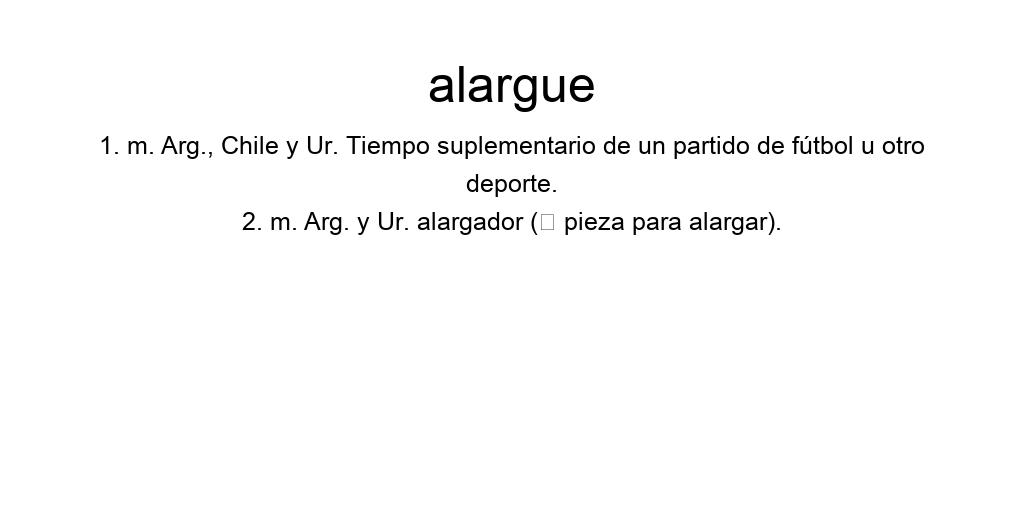 alargue
1. m. Arg., Chile y Ur. Tiempo suplementario de un partido de fútbol u otro
deporte.
2. m. Arg. y Ur. alargador (▯ pieza para alargar).